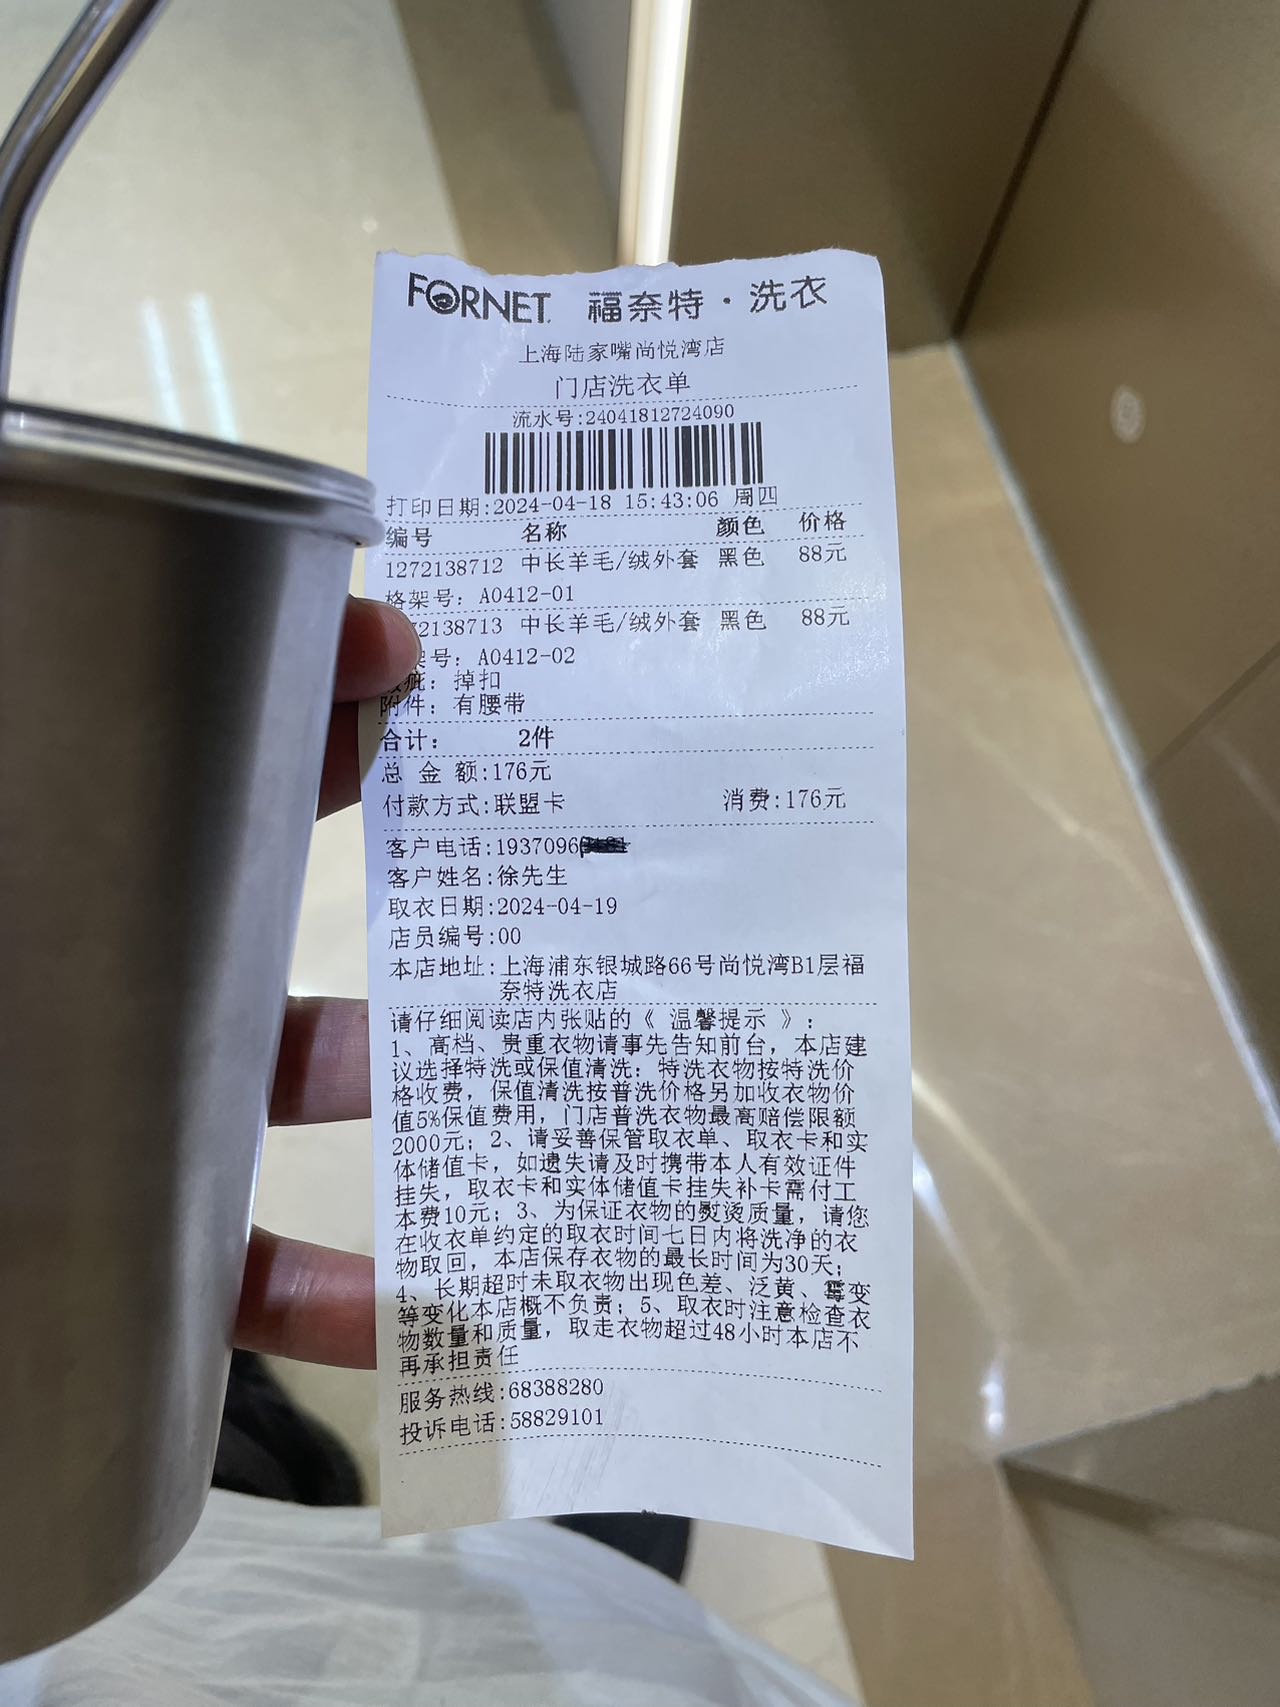 FORNET 福奈特·洗衣
上海陆家嘴尚悦湾店
门店洗衣单
流水号:24041812724090
打印日期:2024-04-18 15:43:06 周四
编号 名称 颜色 价格
1272138712 中长羊毛/绒外套 黑色 88元
格架号: A0412-01
2138713 中长羊毛/绒外套 黑色 88元
架号: A0412-02
疵: 掉扣
附件: 有腰带
合计: 2件
总 金 额:176元
付款方式:联盟卡 消费:176元
客户电话:1937096
客户姓名:徐先生
取衣日期:2024-04-19
店员编号:00
本店地址:上海浦东银城路66号尚悦湾B1层福
奈特洗衣店
请仔细阅读店内张贴的《 温馨提示 》:
1、高档、贵重衣物请事先告知前台,本店建
议选择特洗或保值清洗: 特洗衣物按特洗价
格收费, 保值清洗按普洗价格另加收衣物价
值5%保值费用, 门店普洗衣物最高赔偿限额
2000元; 2、请妥善保管取衣单、取衣卡和实
体储值卡, 如遗失请及时携带本人有效证件
挂失, 取衣卡和实体储值卡挂失补卡需付工
本费10元; 3、为保证衣物的熨烫质量, 请您
在收衣单约定的取衣时间七日内将洗净的衣
物取回, 本店保存衣物的最长时间为30天;
4、长期超时未取衣物出现色差、泛黄、霉变
等变化本店概不负责; 5、取衣时注意检查衣
物数量和质量, 取走衣物超过48小时本店不
再承担责任
服务热线:68388280
投诉电话:58829101